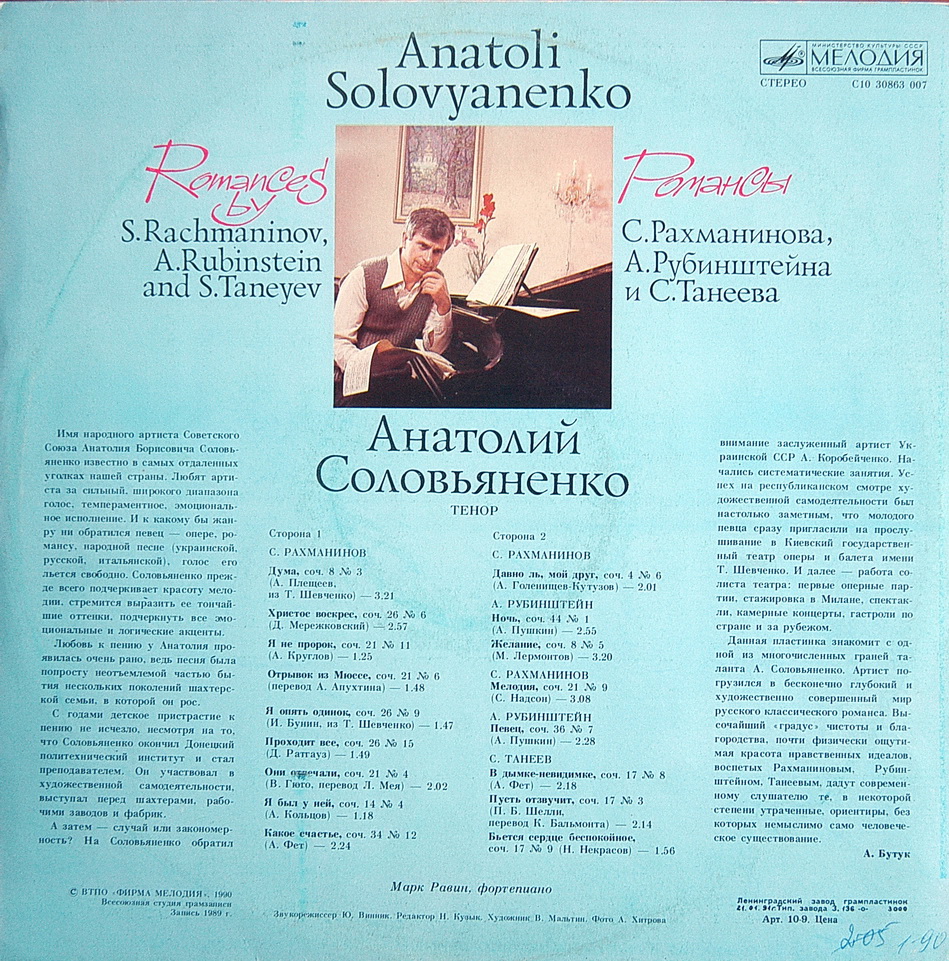 Anatoli
Solovyanenko
МИНИСТЕРСТВО КУЛЬТУРЫ СССР
МЕЛОДИЯ
ВСЕСОЮЗНАЯ ФИРМА ГРАМПЛАСТИНОК
СТЕРЕО С10 30863 007
Romances
by
S.Rachmaninov,
A.Rubinstein
and S.Taneyev
Романсы
С.Рахманинова,
А.Рубинштейна
и С.Танеева
Анатолий
Соловьяненко
ТЕНОР
Имя народного артиста Советского
Союза Анатолия Борисовича Соловь-
яненко известно в самых отдаленных
уголках нашей страны. Любят арти-
ста за сильный, широкого диапазона
голос, темпераментное, эмоциональ-
ное исполнение. И к какому бы жан-
ру ни обратился певец — опере, ро-
мансу, народной песне (украинской,
русской, итальянской), голос его
льется свободно. Соловьяненко преж-
де всего подчеркивает красоту мело-
дии, стремится выразить ее тончай-
шие оттенки, подчеркнуть все эмо-
циональные и логические акценты.
Любовь к пению у Анатолия про-
явилась очень рано, ведь песня была
попросту неотъемлемой частью бы-
тия нескольких поколений шахтерс-
кой семьи, в которой он рос.
С годами детское пристрастие к
пению не исчезло, несмотря на то,
что Соловьяненко окончил Донецкий
политехнический институт и стал
преподавателем. Он участвовал в
художественной самодеятельности,
выступал перед шахтерами, рабо-
чими заводов и фабрик.
А затем — случай или закономер-
ность? На Соловьяненко обратил
Сторона 1
С. РАХМАНИНОВ
Дума, соч. 8 № 3
(А. Плещеев,
из Т. Шевченко) — 3.21
Христос воскрес, соч. 26 № 6
(Д. Мережковский) — 2.57
Я не пророк, соч. 21 № 11
(А. Круглов) — 1.25
Отрывок из Мюссе, соч. 21 № 6
(перевод А. Апухтина) — 1.48
Я опять одинок, соч. 26 № 9
(И. Бунин, из Т. Шевченко) — 1.47
Проходит все, соч. 26 № 15
(Д. Ратгауз) — 1.49
Они отвечали, соч. 21 № 4
(В. Гюго, перевод Л. Мея) — 2.02
Я был у ней, соч. 14 № 4
(А. Кольцов) — 1.18
Какое счастье, соч. 34 № 12
(А. Фет) — 2.24
Сторона 2
С. РАХМАНИНОВ
Давно ль, мой друг, соч. 4 № 6
(А. Голенищев-Кутузов) — 2.01
А. РУБИНШТЕЙН
Ночь, соч. 44 № 1
(А. Пушкин) — 2.55
Желание, соч. 8 № 5
(М. Лермонтов) — 3.20
С. РАХМАНИНОВ
Мелодия, соч. 21 № 9
(С. Надсон) — 3.08
А. РУБИНШТЕЙН
Певец, соч. 36 № 7
(А. Пушкин) — 2.28
С. ТАНЕЕВ
В дымке-невидимке, соч. 17 № 8
(А. Фет) — 2.18
Пусть отзвучит, соч. 17 № 3
(П. Б. Шелли,
перевод К. Бальмонта) — 2.14
Бьется сердце беспокойное,
соч. 17 № 9 (Н. Некрасов) — 1.56
внимание заслуженный артист Ук-
раинской ССР А. Коробейченко. На-
чались систематические занятия. Ус-
пех на республиканском смотре ху-
дожественной самодеятельности был
настолько заметным, что молодого
певца сразу пригласили на прослу-
шивание в Киевский государствен-
ный театр оперы и балета имени
Т. Шевченко. И далее — работа со-
листа театра: первые оперные пар-
тии, стажировка в Милане, спектак-
ли, камерные концерты, гастроли по
стране и за рубежом.
Данная пластинка знакомит с од-
ной из многочисленных граней та-
ланта А. Соловьяненко. Артист по-
грузился в бесконечно глубокий и
художественно совершенный мир
русского классического романса. Вы-
сочайший «градус» чистоты и бла-
городства, почти физически ощути-
мая красота нравственных идеалов,
воспетых Рахманиновым, Рубин-
штейном, Танеевым, дадут современ-
ному слушателю те, в некоторой
степени утраченные, ориентиры, без
которых немыслимо само человече-
ское существование.
А. Бутук
Марк Равин, фортепиано
© ВТПО «ФИРМА МЕЛОДИЯ», 1990
Всесоюзная студия грамзаписи
Запись 1989 г.
Звукорежиссер Ю. Винник. Редактор Н. Кузык. Художник В. Мальгин. Фото А. Хитрова
Ленинградский завод грампластинок
Тип. завода З. 136 -0- 3000
Арт. 10-9. Цена
2-05 1-90